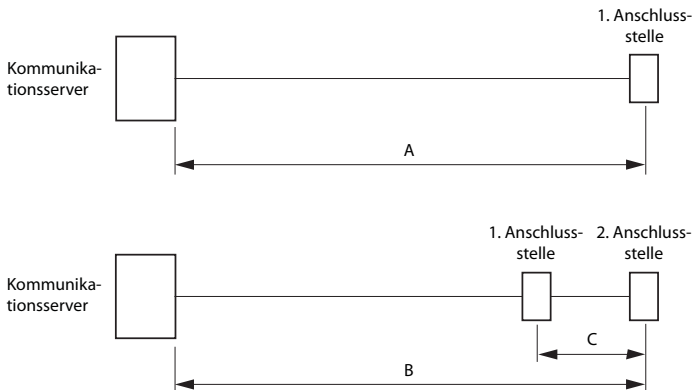 1. Anschluss-
stelle
Kommunika-
tionsserver
A
1. Anschluss- 2. Anschluss-
stelle stelle
Kommunika-
tionsserver
C
B